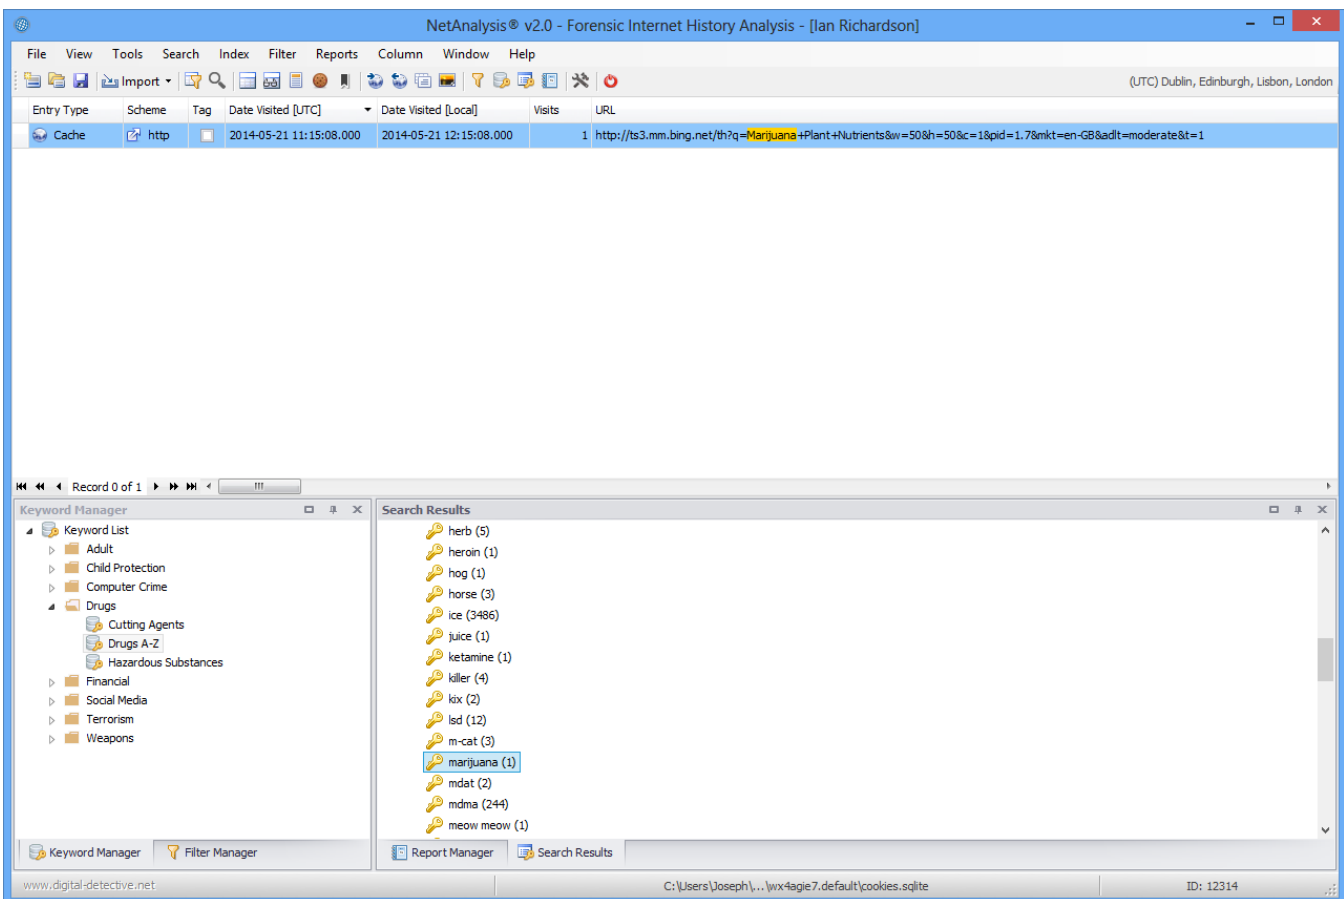 NetAnalysis® v2.0 - Forensic Internet History Analysis - [Ian Richardson]
File View Tools Search Index Filter Reports Column Window Help
Import (UTC) Dublin, Edinburgh, Lisbon, London
Entry Type Scheme Tag Date Visited [UTC] Date Visited [Local] Visits URL
Cache http 2014-05-21 11:15:08.000 2014-05-21 12:15:08.000 1 http://ts3.mm.bing.net/th?q=Marijuana+Plant+Nutrients&w=50&h=50&c=1&pid=1.7&mkt=en-GB&adlt=moderate&t=1
Record 0 of 1
Keyword Manager
Keyword List
Adult
Child Protection
Computer Crime
Drugs
Cutting Agents
Drugs A-Z
Hazardous Substances
Financial
Social Media
Terrorism
Weapons
Keyword Manager Filter Manager
Search Results
herb (5)
heroin (1)
hog (1)
horse (3)
ice (3486)
juice (1)
ketamine (1)
killer (4)
kix (2)
lsd (12)
m-cat (3)
marijuana (1)
mdat (2)
mdma (244)
meow meow (1)
Report Manager Search Results
www.digital-detective.net C:\Users\Joseph\...\wx4agie7.default\cookies.sqlite ID: 12314